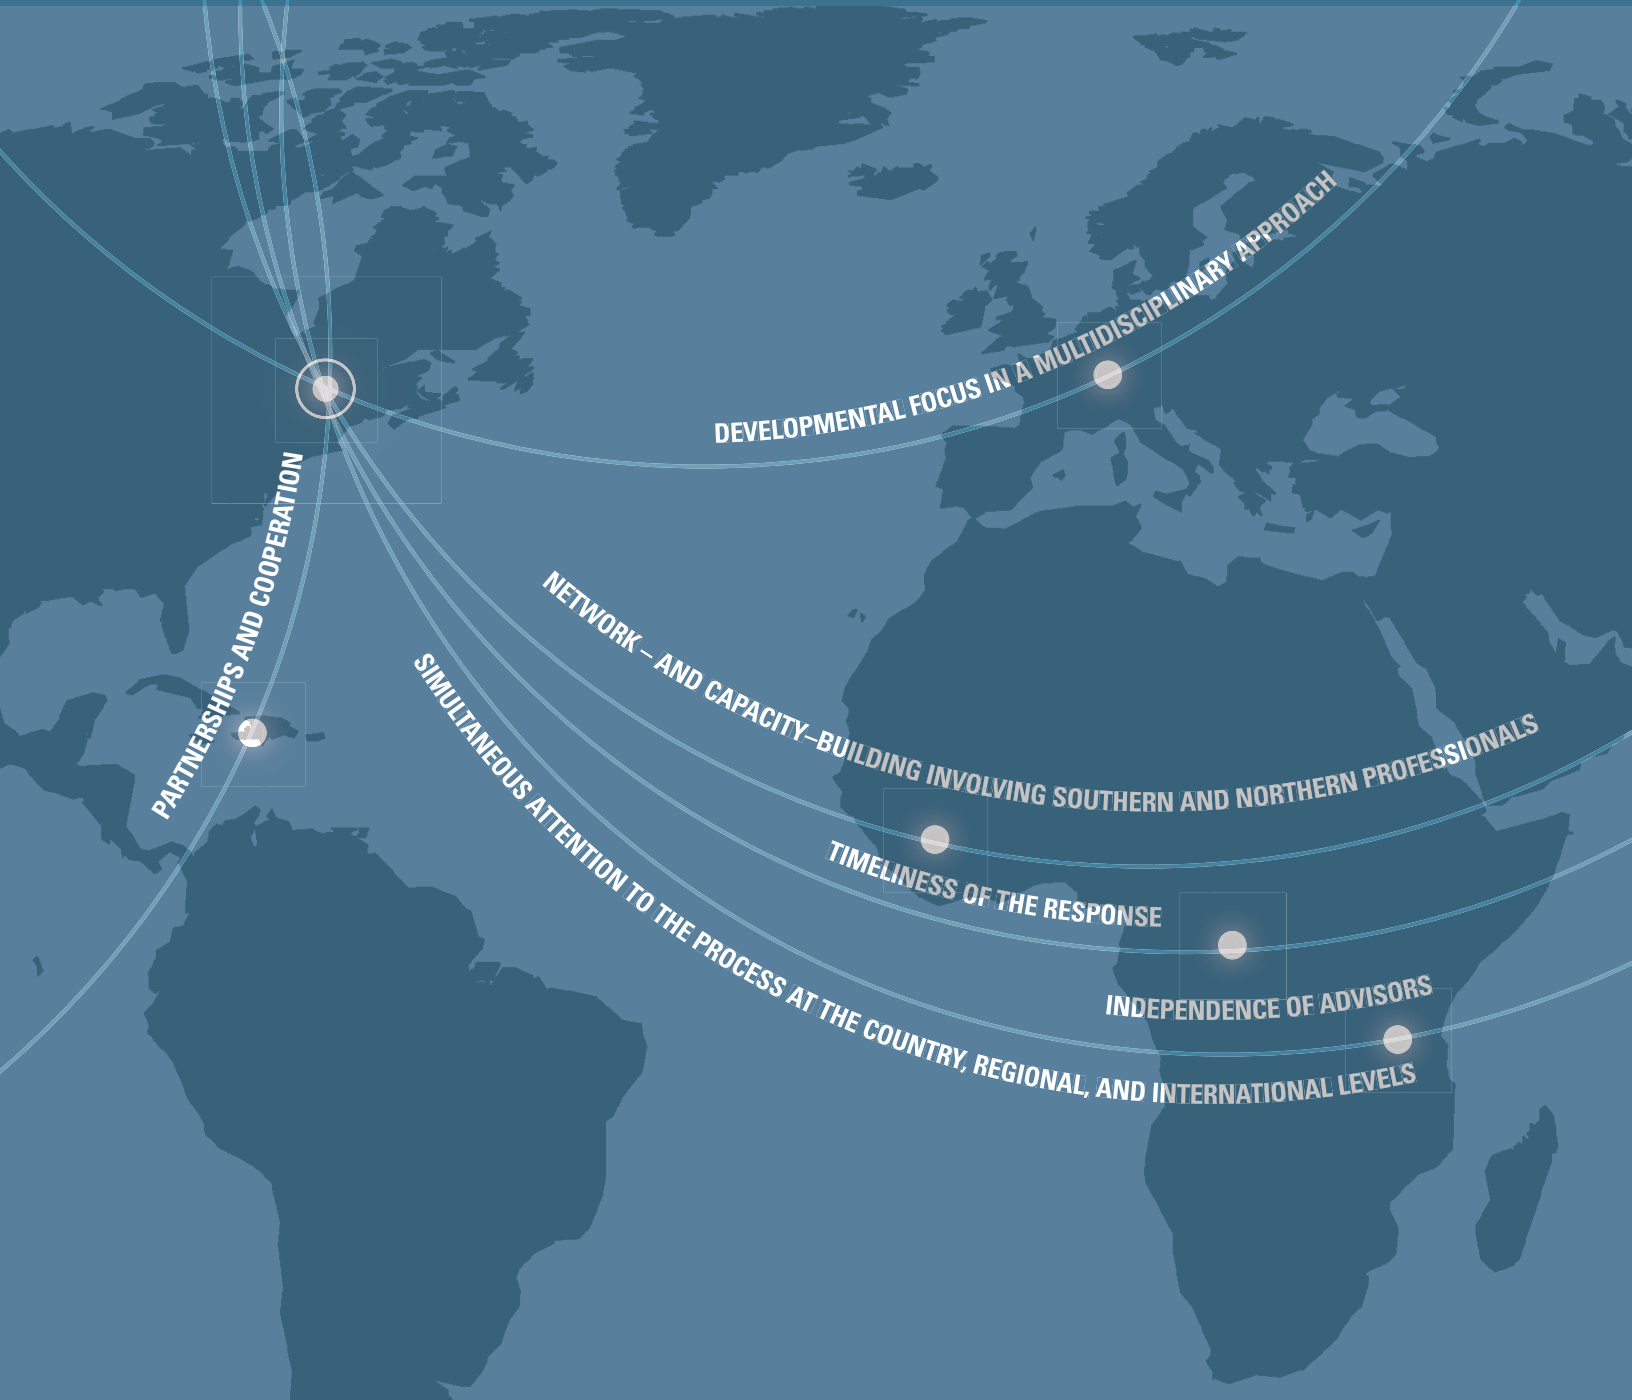 DEVELOPMENTAL FOCUS IN A MULTIDISCIPLINARY APPROACH
PARTNERSHIPS AND COOPERATION
NETWORK – AND CAPACITY–BUILDING INVOLVING SOUTHERN AND NORTHERN PROFESSIONALS
SIMULTANEOUS ATTENTION TO THE PROCESS AT THE COUNTRY, REGIONAL, AND INTERNATIONAL LEVELS
TIMELINESS OF THE RESPONSE
INDEPENDENCE OF ADVISORS